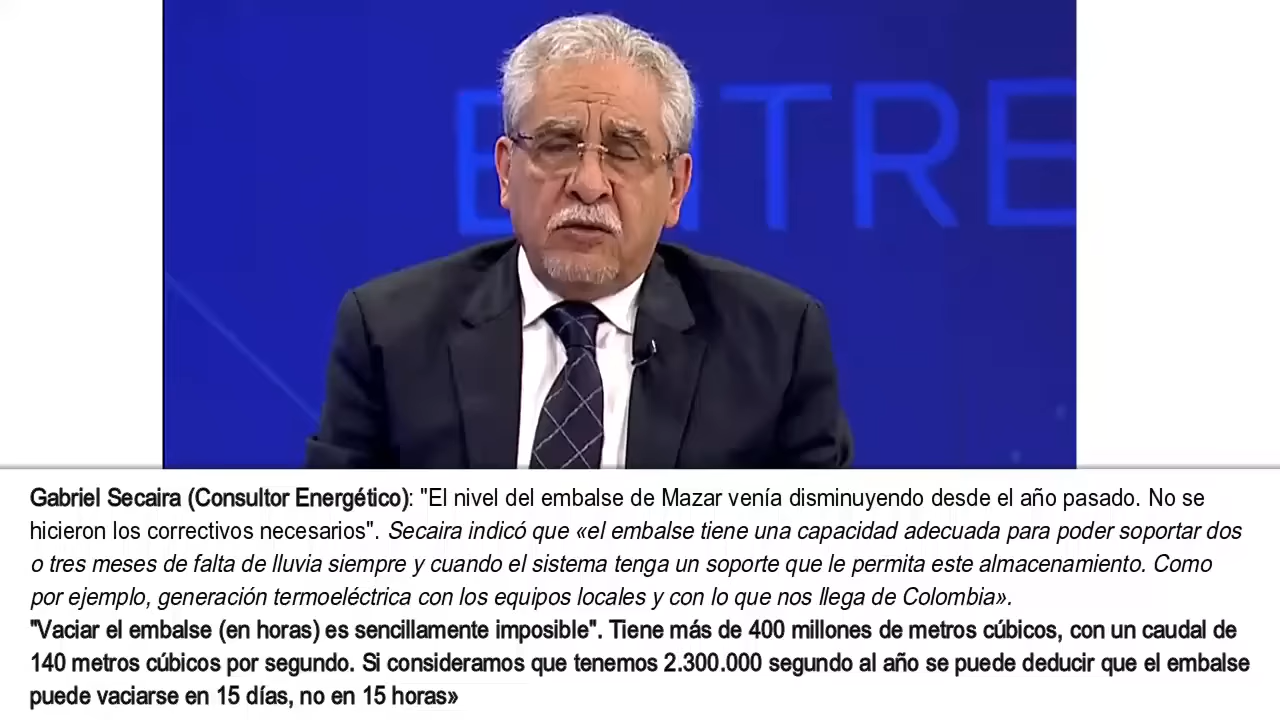 ENTRE
Gabriel Secaira (Consultor Energético): "El nivel del embalse de Mazar venía disminuyendo desde el año pasado. No se
hicieron los correctivos necesarios". Secaira indicó que «el embalse tiene una capacidad adecuada para poder soportar dos
o tres meses de falta de lluvia siempre y cuando el sistema tenga un soporte que le permita este almacenamiento. Como
por ejemplo, generación termoeléctrica con los equipos locales y con lo que nos llega de Colombia».
"Vaciar el embalse (en horas) es sencillamente imposible". Tiene más de 400 millones de metros cúbicos, con un caudal de
140 metros cúbicos por segundo. Si consideramos que tenemos 2.300.000 segundo al año se puede deducir que el embalse
puede vaciarse en 15 días, no en 15 horas»